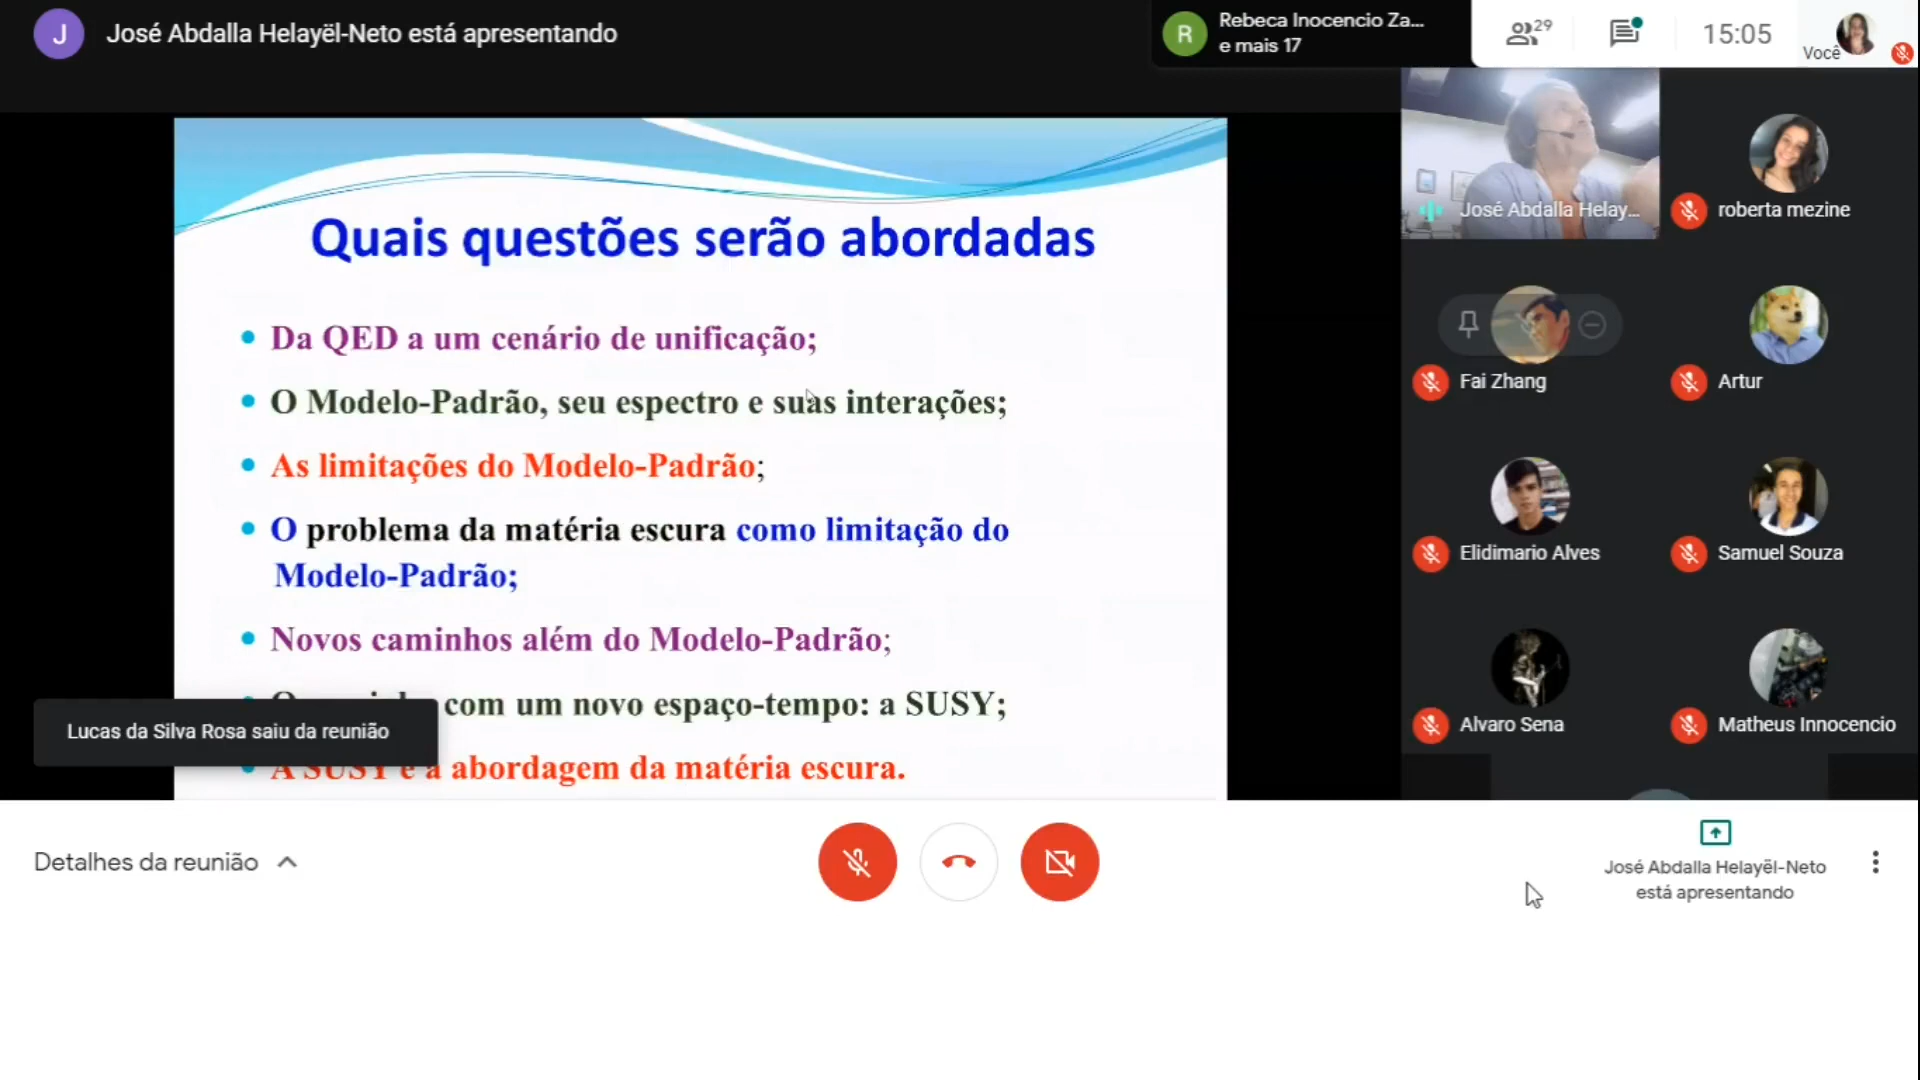 J
José Abdalla Helayël-Neto está apresentando
R
Rebeca Inocencio Za...
e mais 17
29
15:05
Você
Quais questões serão abordadas
Da QED a um cenário de unificação;
O Modelo-Padrão, seu espectro e suas interações;
As limitações do Modelo-Padrão;
O problema da matéria escura como limitação do
Modelo-Padrão;
Novos caminhos além do Modelo-Padrão;
com um novo espaço-tempo: a SUSY;
A SUSY e a abordagem da matéria escura.
Lucas da Silva Rosa saiu da reunião
José Abdalla Helay...
roberta mezine
Fai Zhang
Artur
Elidimario Alves
Samuel Souza
Alvaro Sena
Matheus Innocencio
Detalhes da reunião
José Abdalla Helayël-Neto
está apresentando